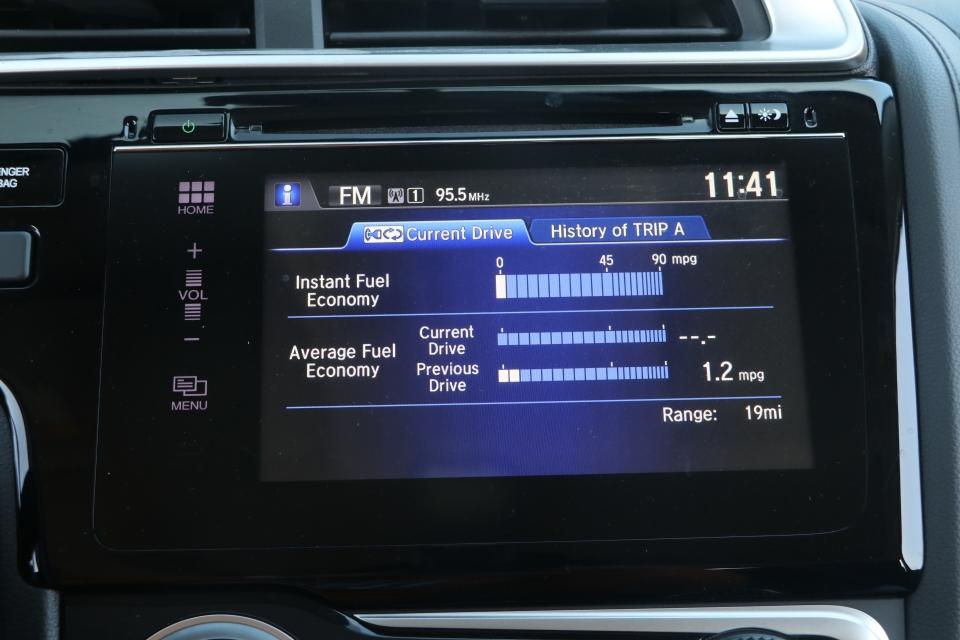 NGER
BAG
HOME
+
VOL
−
MENU
i FM 1 95.5 MHz 11:41
Current Drive History of TRIP A
0 45 90 mpg
Instant Fuel
Economy
Average Fuel
Economy
Current
Drive
--.-
Previous
Drive
1.2 mpg
Range: 19mi